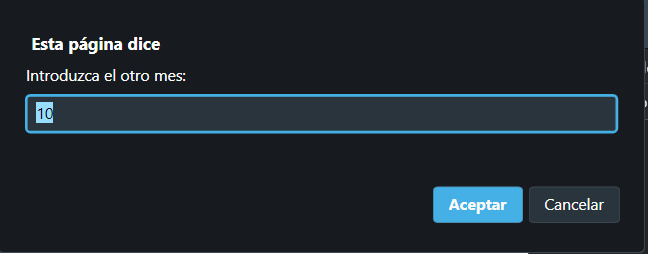 Esta página dice
Introduzca el otro mes:
10
Aceptar
Cancelar